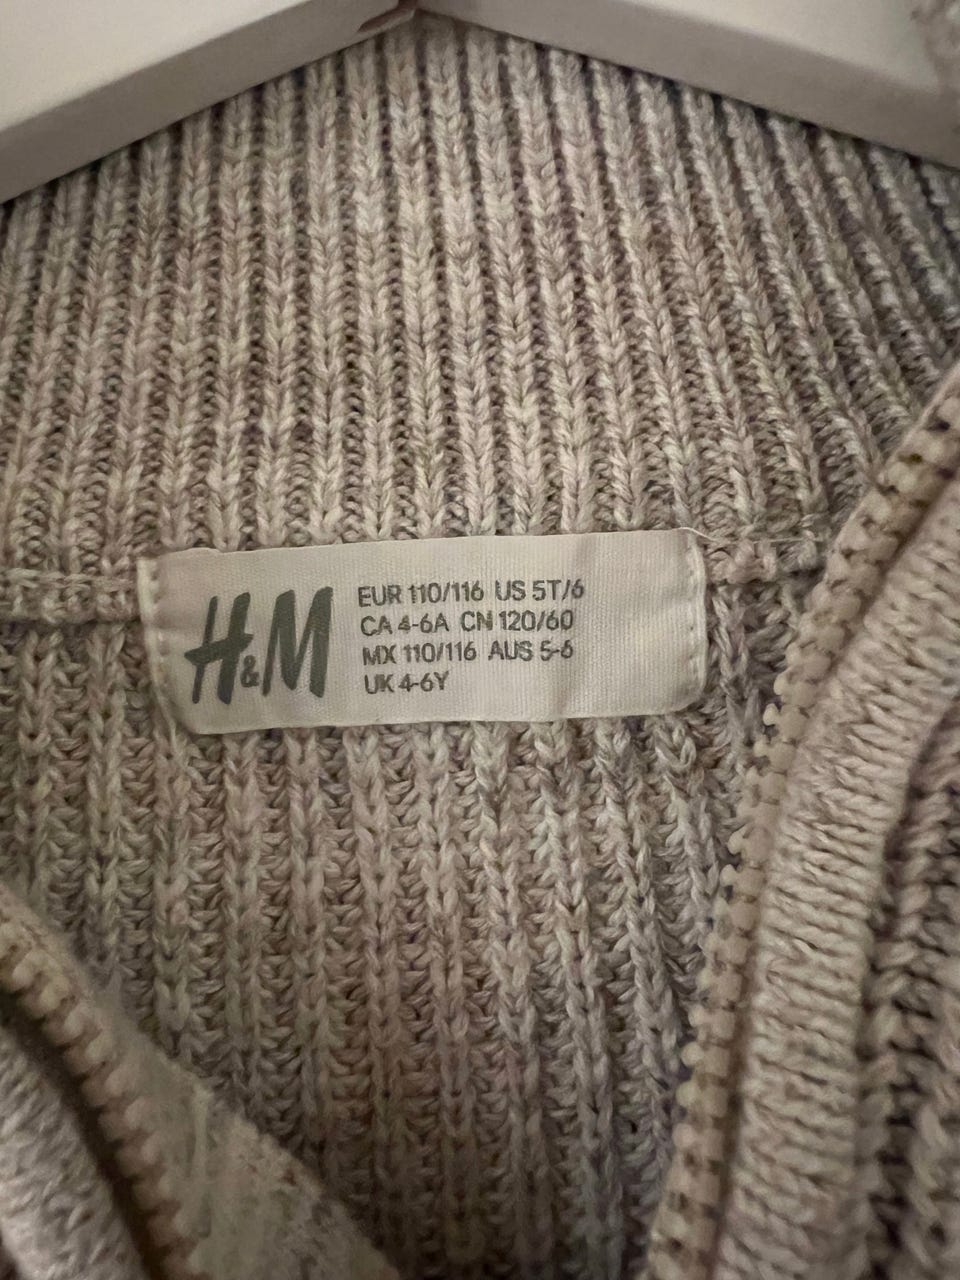 H&M
EUR 110/116 US 5T/6
CA 4-6A CN 120/60
MX 110/116 AUS 5-6
UK 4-6Y